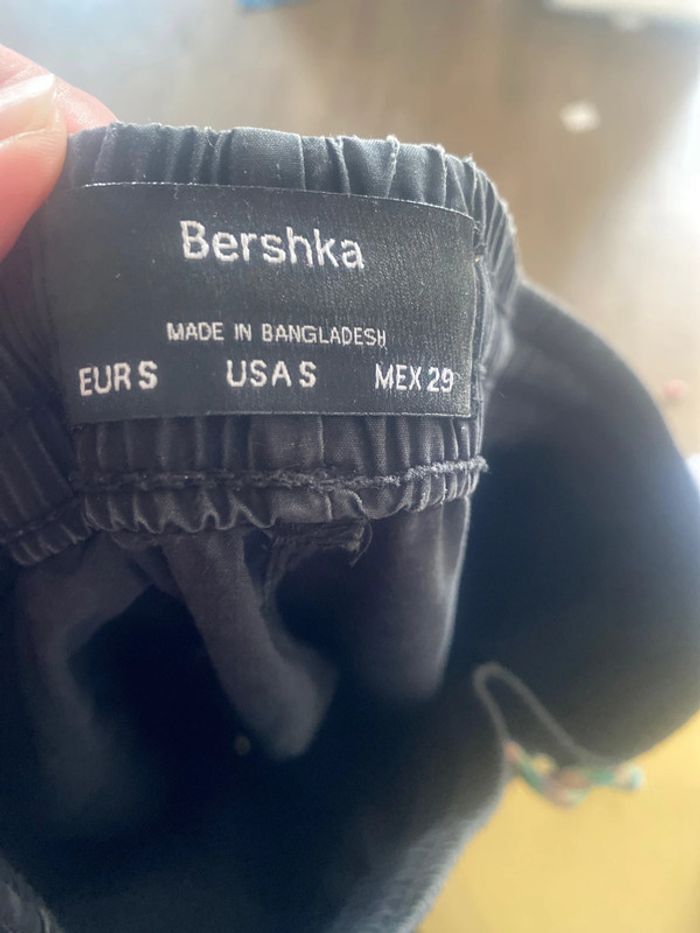 Bershka
MADE IN BANGLADESH
EUR S USA S MEX 29